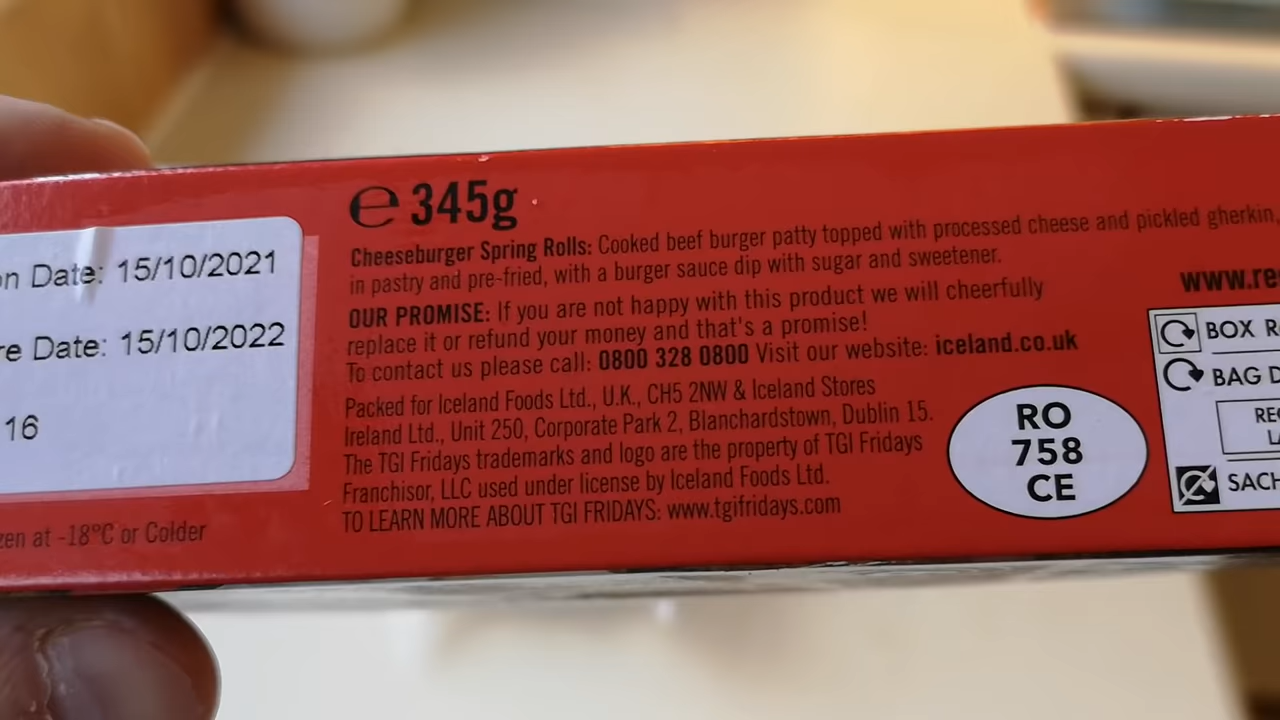 on Date: 15/10/2021
re Date: 15/10/2022
16
zen at -18°C or Colder
e 345g
Cheeseburger Spring Rolls: Cooked beef burger patty topped with processed cheese and pickled gherkin,
in pastry and pre-fried, with a burger sauce dip with sugar and sweetener.
OUR PROMISE: If you are not happy with this product we will cheerfully
replace it or refund your money and that's a promise!
To contact us please call: 0800 328 0800 Visit our website: iceland.co.uk
Packed for Iceland Foods Ltd., U.K., CH5 2NW & Iceland Stores
Ireland Ltd., Unit 250, Corporate Park 2, Blanchardstown, Dublin 15.
The TGI Fridays trademarks and logo are the property of TGI Fridays
Franchisor, LLC used under license by Iceland Foods Ltd.
TO LEARN MORE ABOUT TGI FRIDAYS: www.tgifridays.com
RO
758
CE
www.re
BOX R
BAG D
REC
LA
SACH